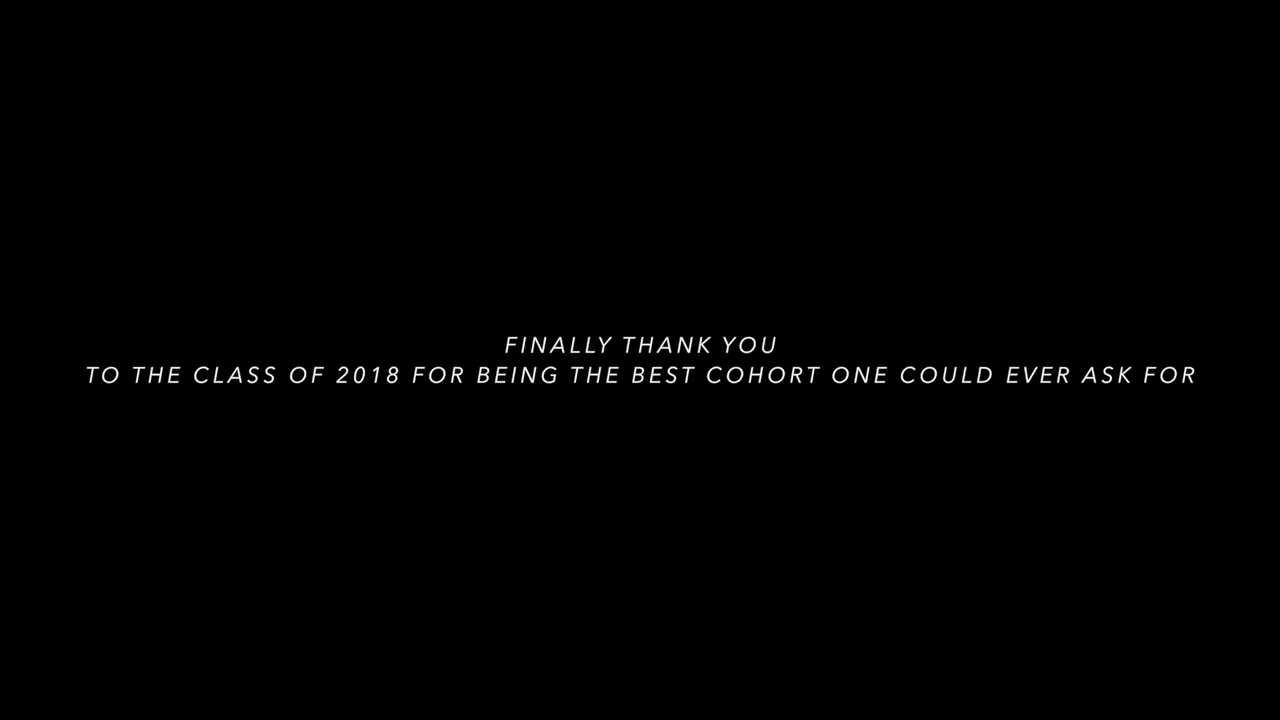 FINALLY THANK YOU
TO THE CLASS OF 2018 FOR BEING THE BEST COHORT ONE COULD EVER ASK FOR